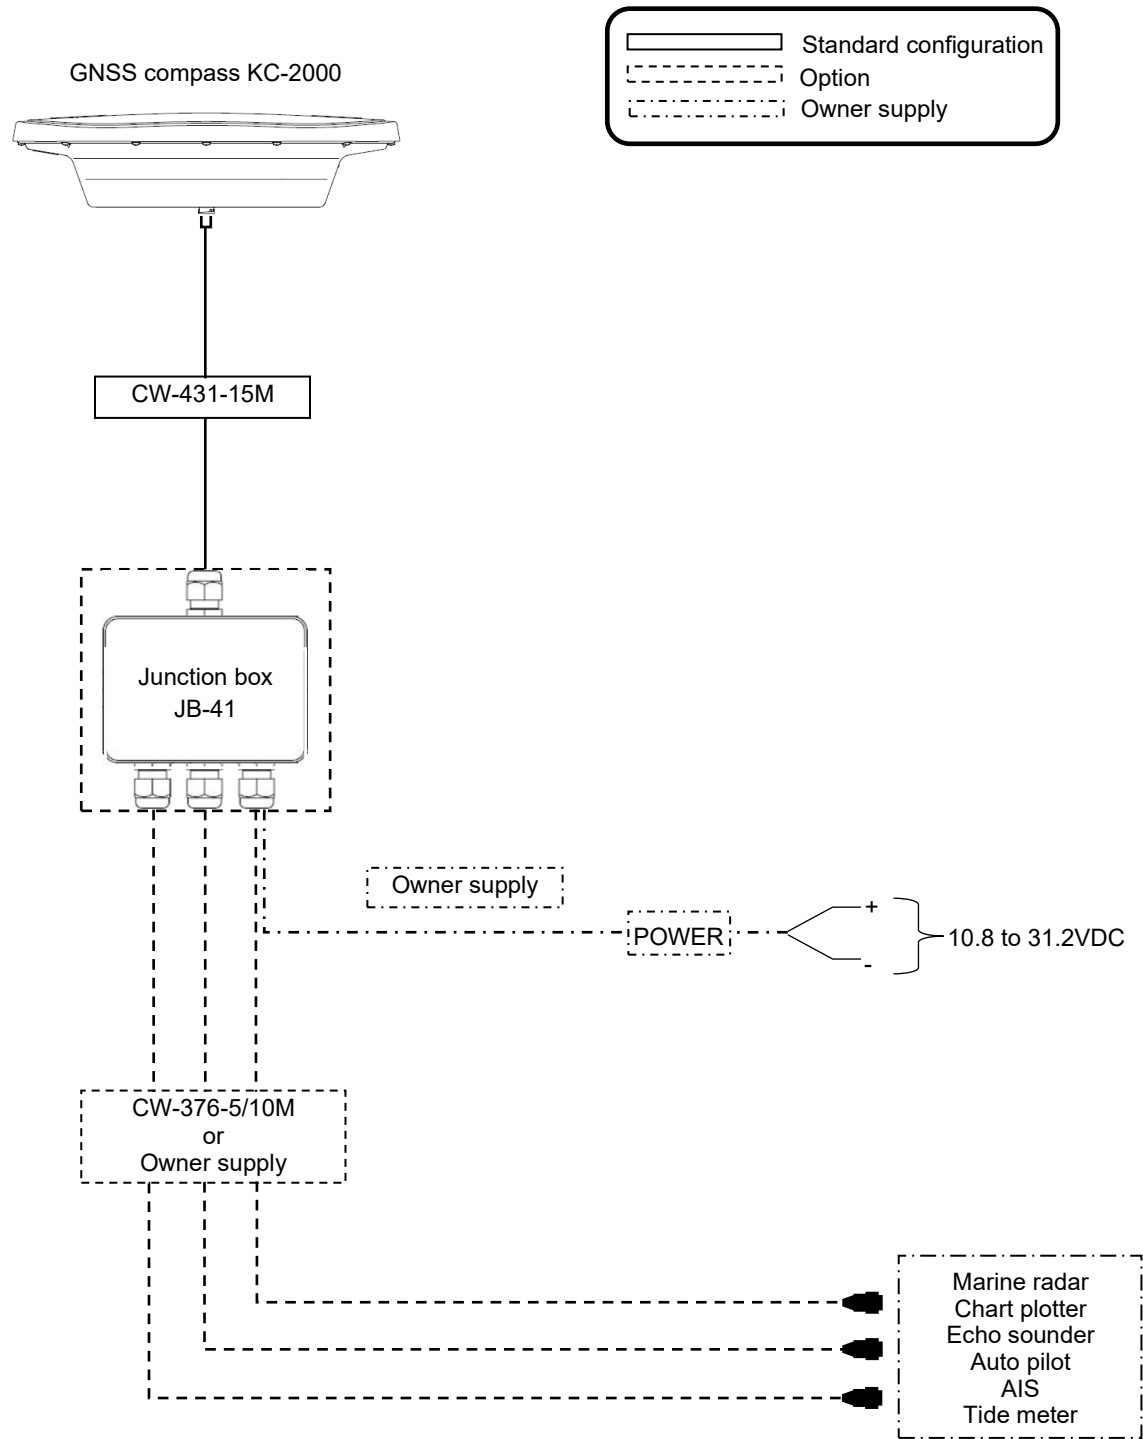 Standard configuration
Option
Owner supply
GNSS compass KC-2000
CW-431-15M
Junction box
JB-41
Owner supply
POWER
+
-
10.8 to 31.2VDC
CW-376-5/10M
or
Owner supply
Marine radar
Chart plotter
Echo sounder
Auto pilot
AIS
Tide meter